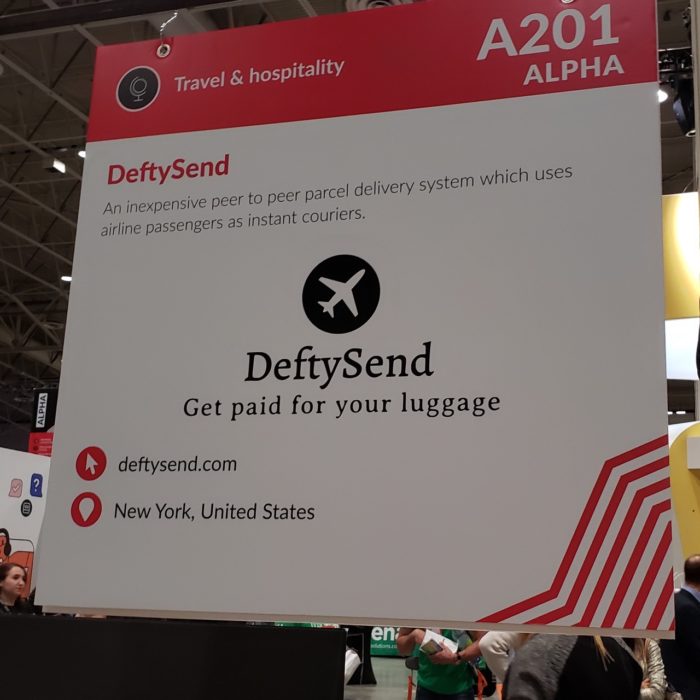 Travel & hospitality
A201
ALPHA
DeftySend
An inexpensive peer to peer parcel delivery system which uses
airline passengers as instant couriers.
DeftySend
Get paid for your luggage
deftysend.com
New York, United States
ALPHA